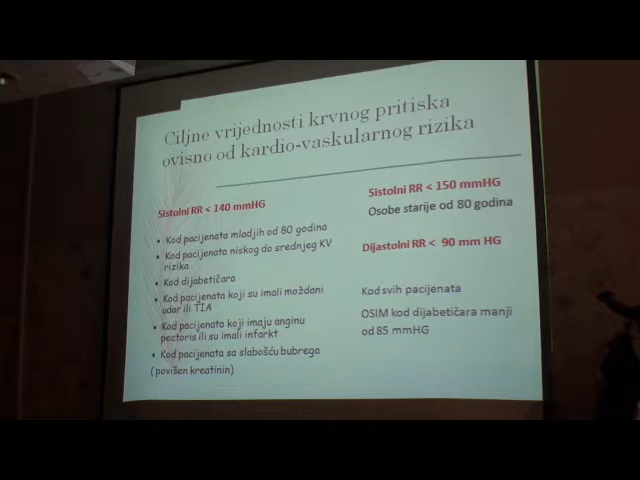 Ciljne vrijednosti krvnog pritiska
ovisno od kardio-vaskularnog rizika
Sistolni RR < 140 mmHG
• Kod pacijenata mladjih od 80 godina
• Kod pacijenata niskog do srednjeg KV
rizika
• Kod dijabetičara
• Kod pacijenata koji su imali moždani
udar ili TIA
• Kod pacijenata koji imaju anginu
pectoris ili su imali infarkt
• Kod pacijenata sa slabošću bubrega
( povišen kreatinin)
Sistolni RR < 150 mmHG
Osobe starije od 80 godina
Dijastolni RR < 90 mm HG
Kod svih pacijenata
OSIM kod dijabetičara manji
od 85 mmHG